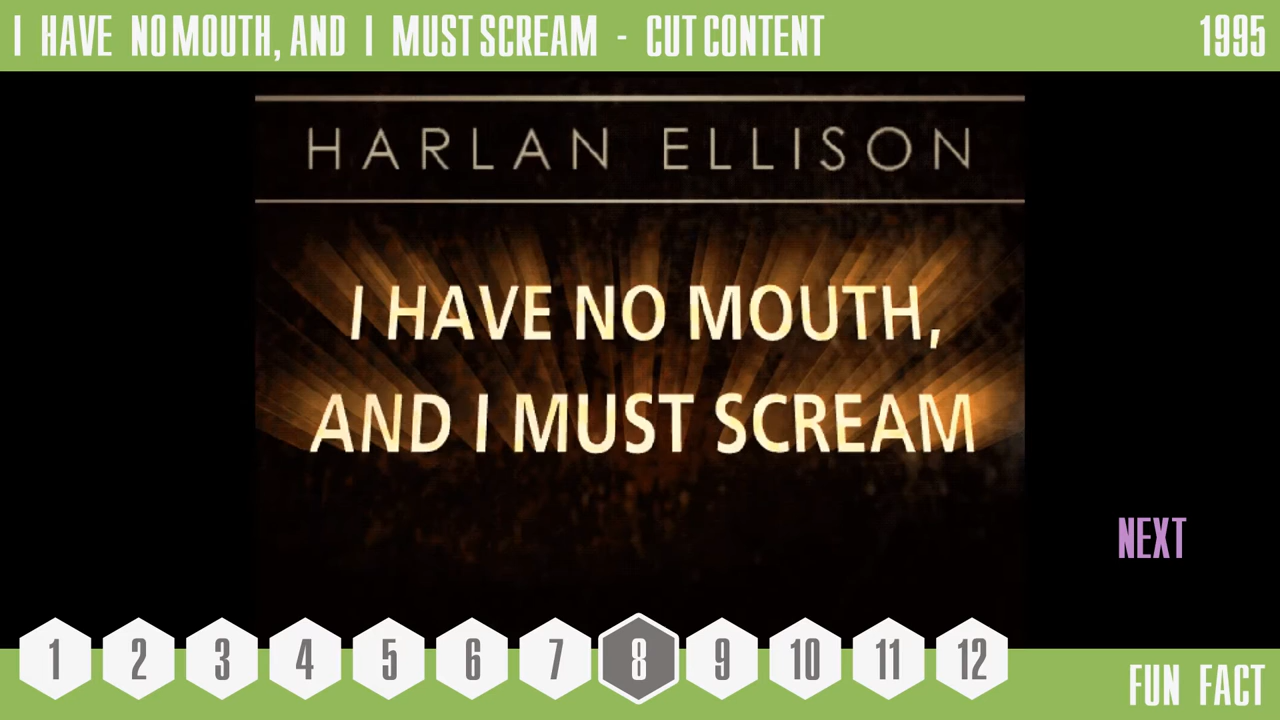 I HAVE NO MOUTH, AND I MUST SCREAM - CUT CONTENT
1995
HARLAN ELLISON
I HAVE NO MOUTH,
AND I MUST SCREAM
NEXT
1 2 3 4 5 6 7 8 9 10 11 12
FUN FACT